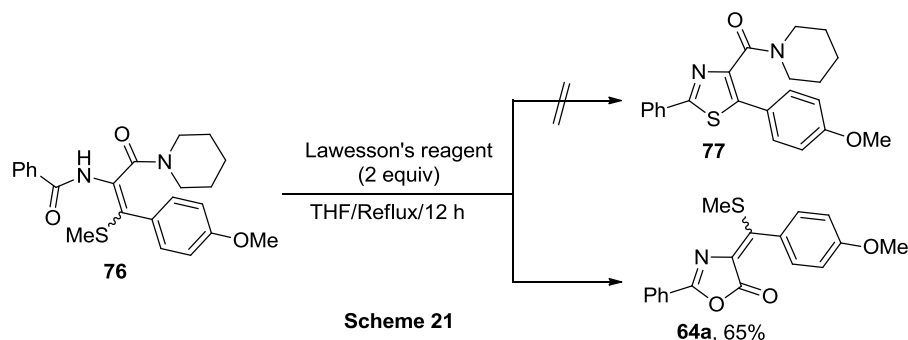 O
N
N
Ph
S
OMe
77
H
N
O
N
Ph
O
MeS
OMe
76
Lawesson's reagent
(2 equiv)
THF/Reflux/12 h
MeS
N
OMe
Ph
O
O
64a, 65%
Scheme 21